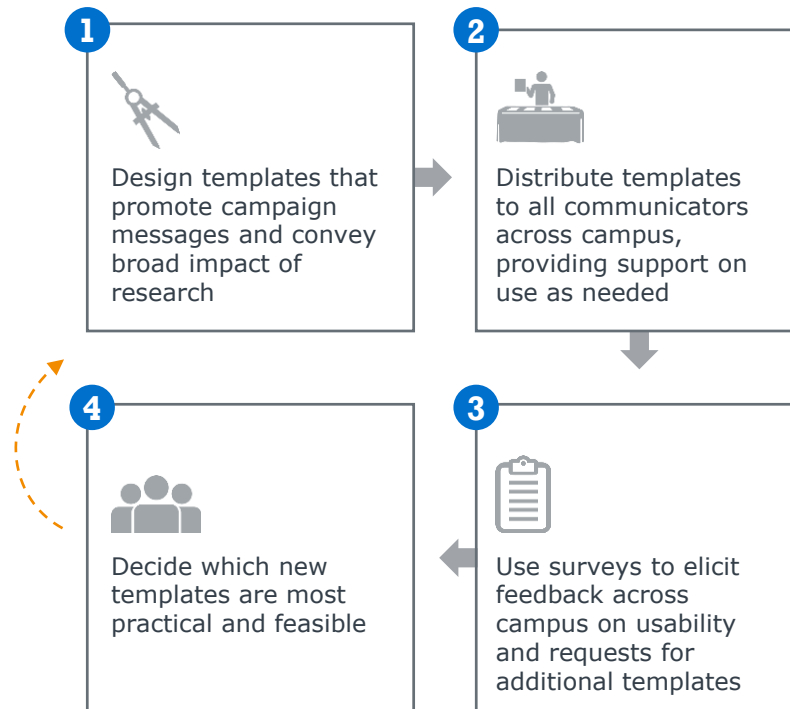 1
Design templates that
promote campaign
messages and convey
broad impact of
research
2
Distribute templates
to all communicators
across campus,
providing support on
use as needed
3
Use surveys to elicit
feedback across
campus on usability
and requests for
additional templates
4
Decide which new
templates are most
practical and feasible